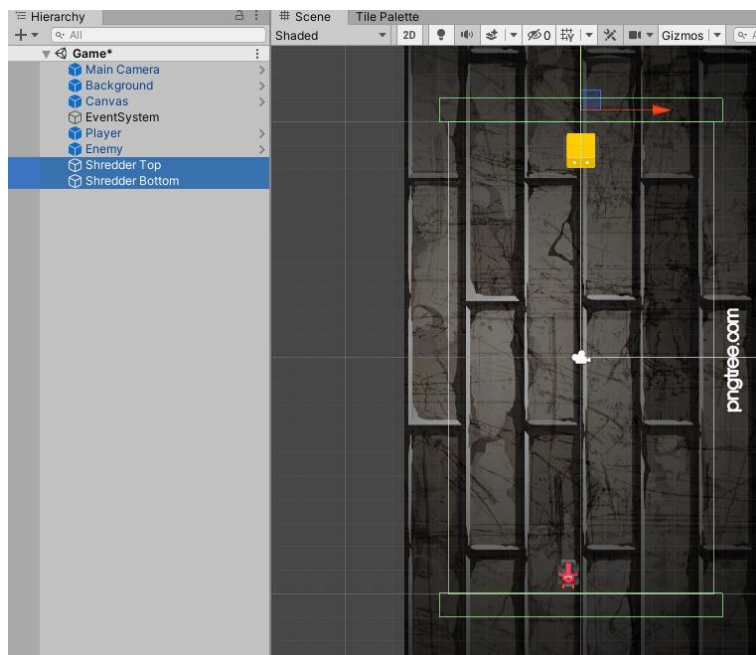 Hierarchy
All
Game*
Main Camera
Background
Canvas
EventSystem
Player
Enemy
Shredder Top
Shredder Bottom
Scene Tile Palette
Shaded 2D 0 Gizmos
pngtree.com